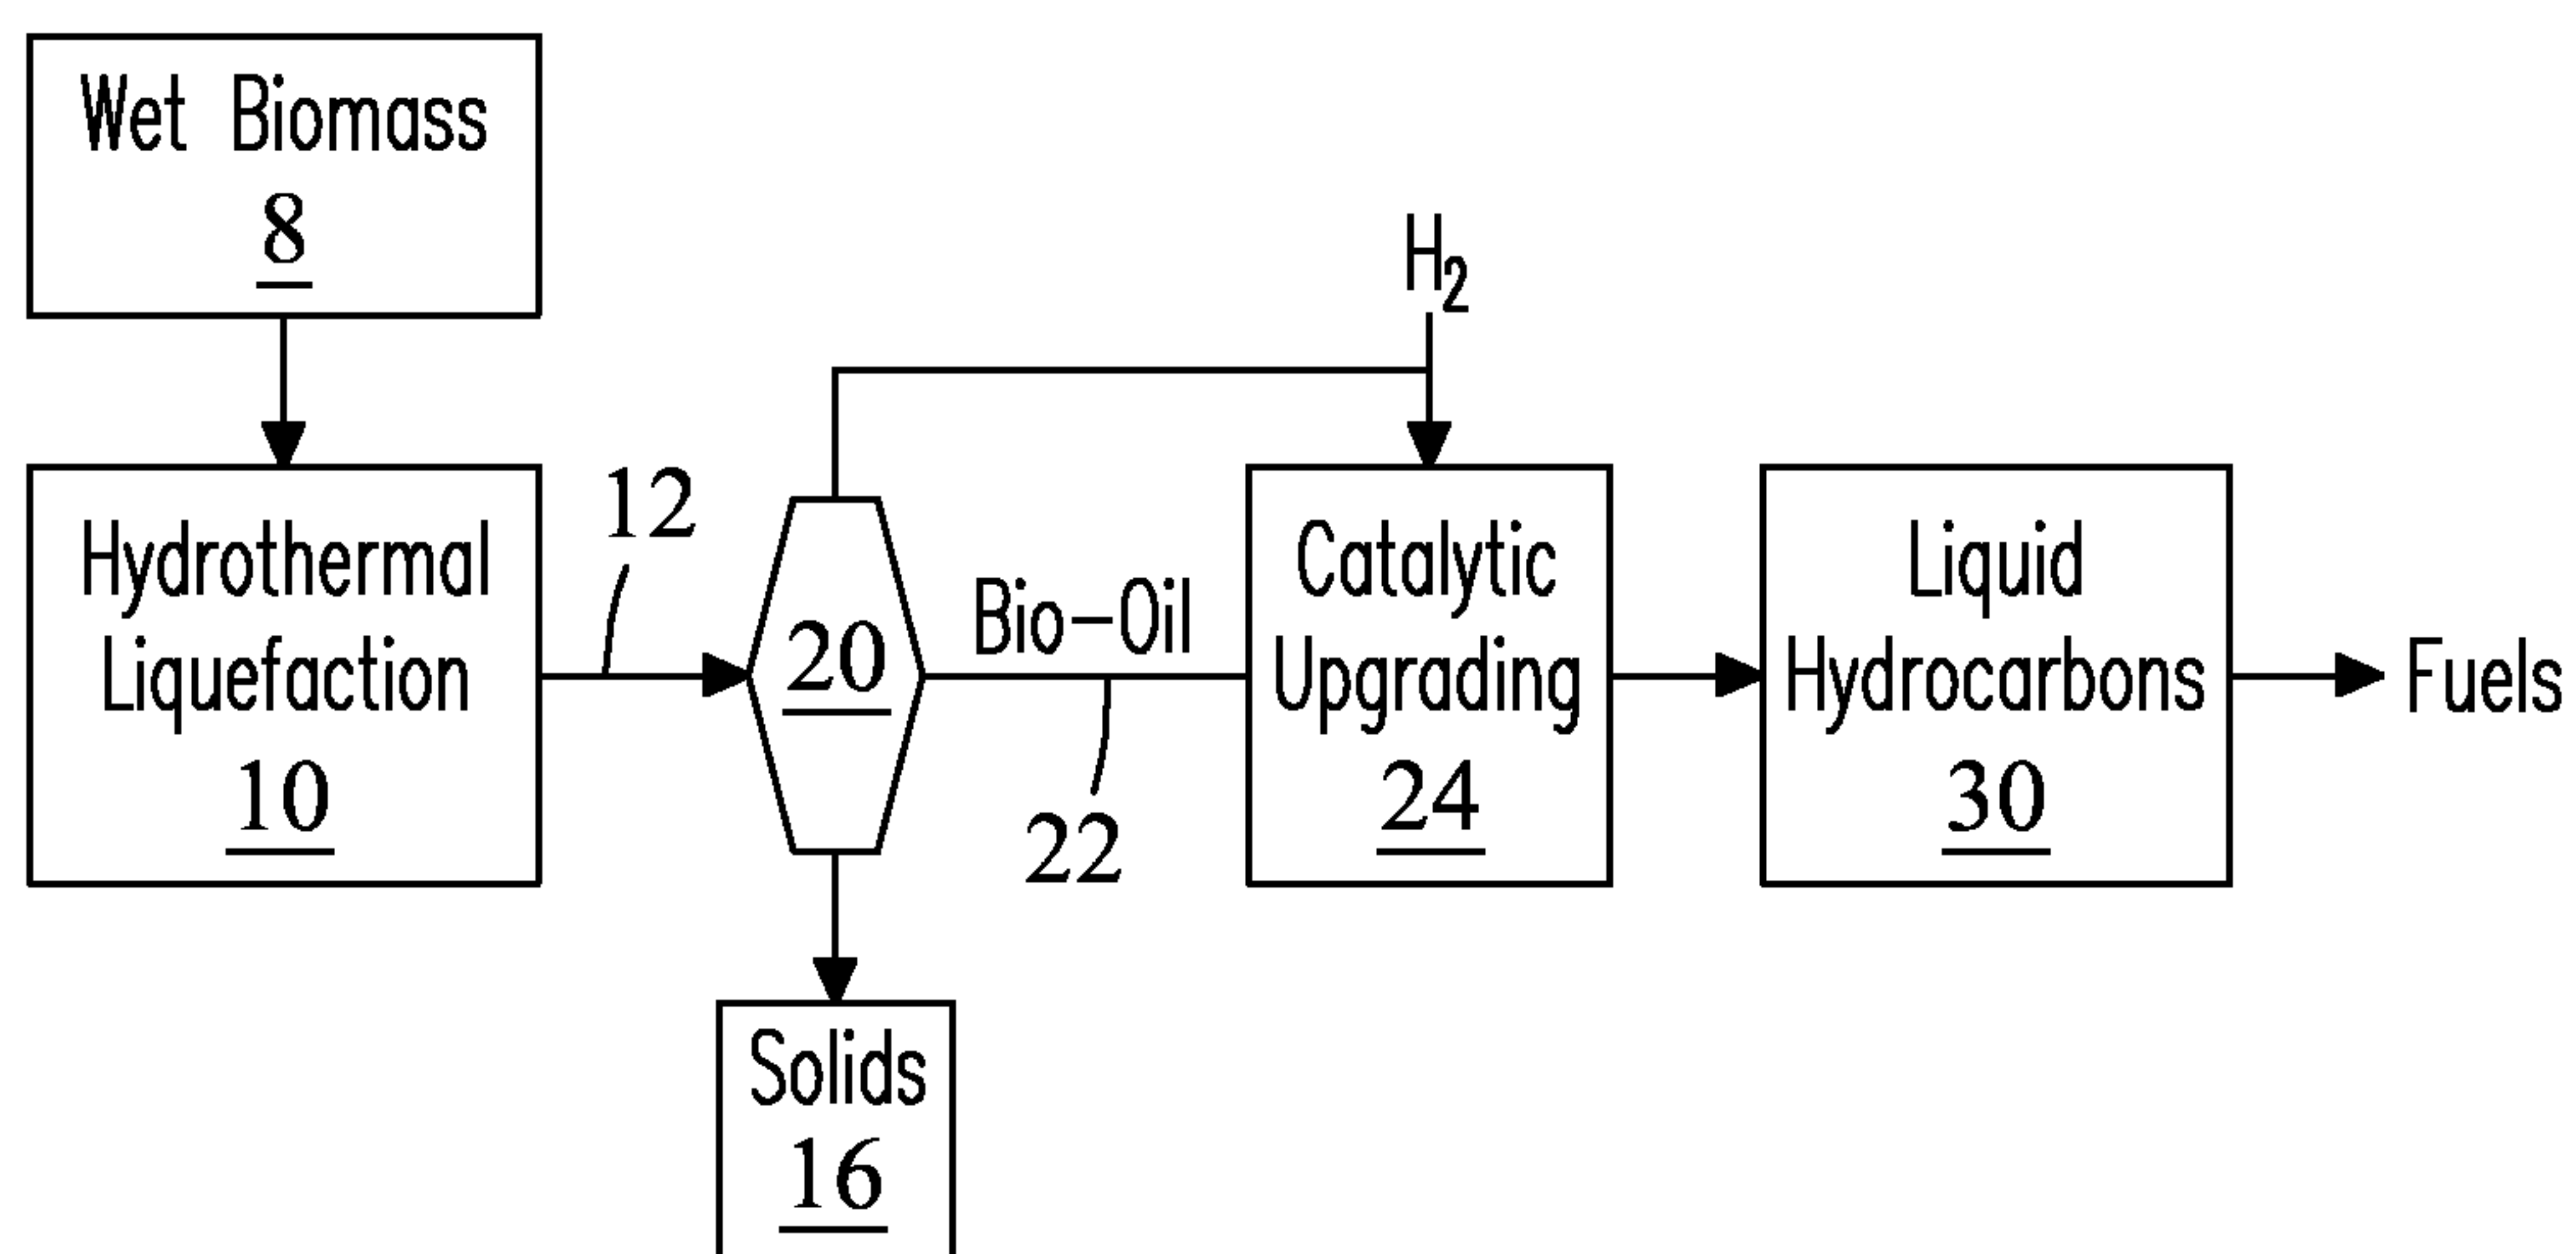 Wet Biomass
8
H2
Hydrothermal
Liquefaction
10
12
20
Bio-Oil
22
Catalytic
Upgrading
24
Liquid
Hydrocarbons
30
Fuels
Solids
16